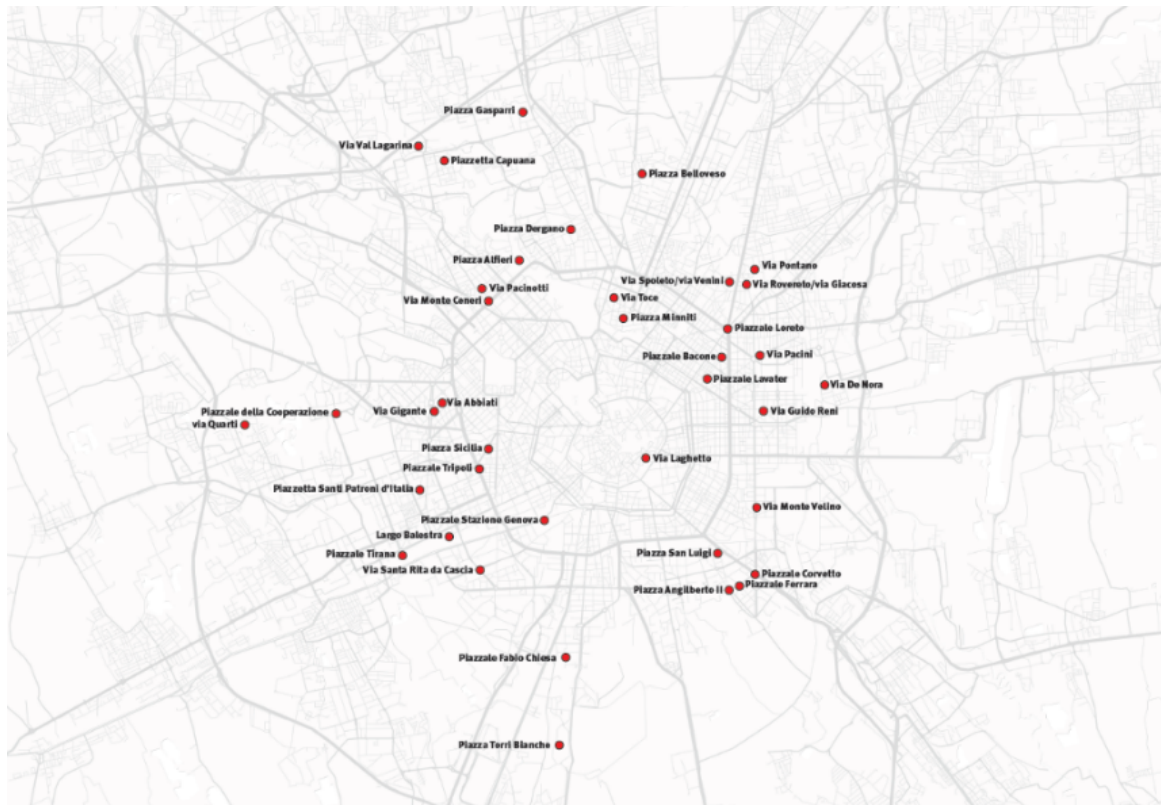 Piazza Gasparri
Via Val Lagarina
Piazzetta Capuana
Piazza Belloveso
Piazza Dergano
Piazza Alfieri
Via Pontano
Via Spoleto/via Venini
Via Rovereto/via Giacosa
Via Pacinotti
Via Monte Ceneri
Via Toce
Piazza Minniti
Piazzale Loreto
Piazzale Bacone
Via Pacini
Piazzale Lavater
Via De Nora
Via Abbiati
Via Gigante
Piazzale della Cooperazione
via Quarti
Via Guido Reni
Piazza Sicilia
Via Laghetto
Piazzale Tripoli
Piazzetta Santi Patroni d'Italia
Via Monte Velino
Piazzale Stazione Genova
Largo Balestra
Piazzale Tirana
Piazza San Luigi
Via Santa Rita da Cascia
Piazzale Corvetto
Piazzale Ferrara
Piazza Angilberto II
Piazzale Fabio Chiesa
Piazza Terri Bianche